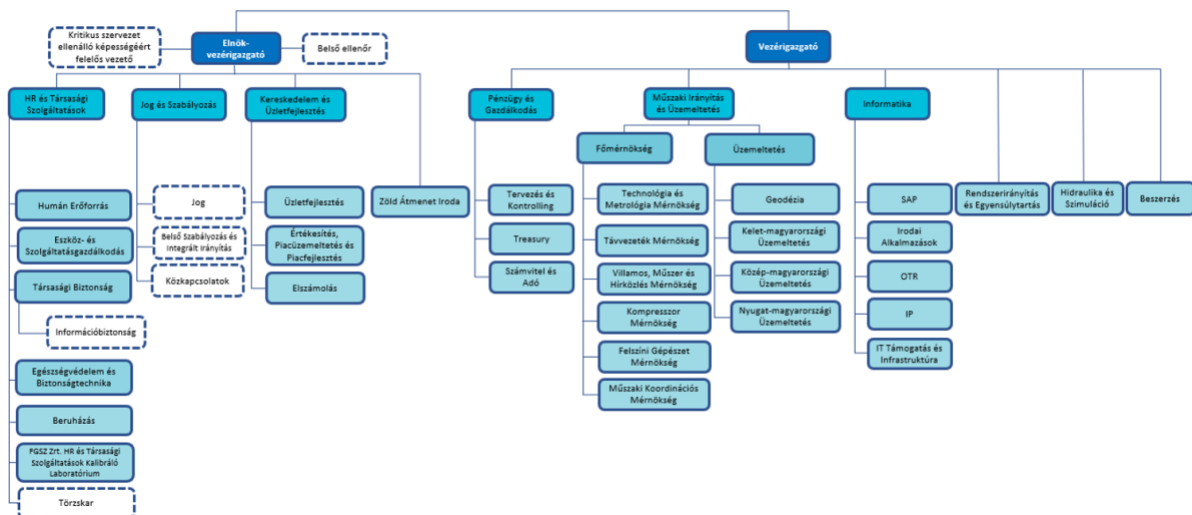 Kritikus szervezet
ellenálló képességéért
felelős vezető
Elnök-
vezérigazgató
Belső ellenőr
Vezérigazgató
HR és Társasági
Szolgáltatások
Jog és Szabályozás
Kereskedelem és
Üzletfejlesztés
Pénzügy és
Gazdálkodás
Műszaki Irányítás
és Üzemeltetés
Informatika
Főmérnökség
Üzemeltetés
Humán Erőforrás
Eszköz- és
Szolgáltatásgazdálkodás
Társasági Biztonság
Információbiztonság
Egészségvédelem és
Biztonságtechnika
Beruházás
FGSZ Zrt. HR és Társasági
Szolgáltatások Kalibráló
Laboratórium
Törzskar
Jog
Belső Szabályozás és
Integrált Irányítás
Közkapcsolatok
Üzletfejlesztés
Értékesítés,
Piacüzemeltetés és
Piacfejlesztés
Elszámolás
Zöld Átmenet Iroda
Tervezés és
Kontrolling
Treasury
Számvitel és
Adó
Technológia és
Metrológia Mérnökség
Távvezeték Mérnökség
Villamos, Műszer és
Hírközlés Mérnökség
Kompresszor
Mérnökség
Felszíni Gépészet
Mérnökség
Műszaki Koordinációs
Mérnökség
Geodézia
Kelet-magyarországi
Üzemeltetés
Közép-magyarországi
Üzemeltetés
Nyugat-magyarországi
Üzemeltetés
SAP
Irodai
Alkalmazások
OTR
IP
IT Támogatás és
Infrastruktúra
Rendszerirányítás
és Egyensúlytartás
Hidraulika és
Szimuláció
Beszerzés